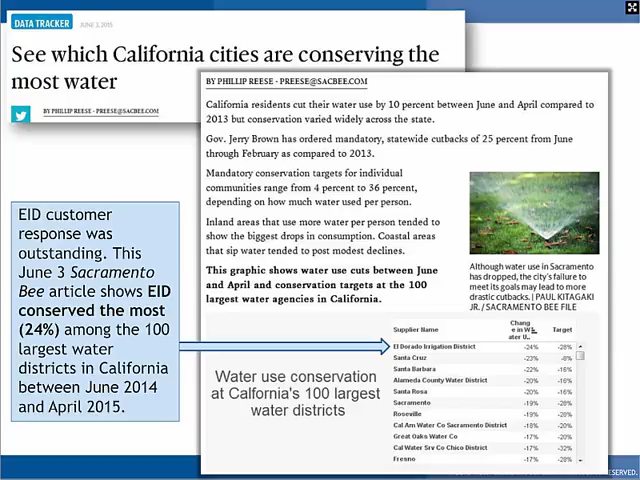 DATA TRACKER JUNE 3, 2015
See which California cities are conserving the
most water
BY PHILLIP REESE - PREESE@SACBEE.COM
BY PHILLIP REESE - PREESE@SACBEE.COM
California residents cut their water use by 10 percent between June and April compared to
2013 but conservation varied widely across the state.
Gov. Jerry Brown has ordered mandatory, statewide cutbacks of 25 percent from June
through February as compared to 2013.
Mandatory conservation targets for individual
communities range from 4 percent to 36 percent,
depending on how much water used per person.
Inland areas that use more water per person tended to
show the biggest drops in consumption. Coastal areas
that sip water tended to post modest declines.
This graphic shows water use cuts between June
and April and conservation targets at the 100
largest water agencies in California.
Although water use in Sacramento
has dropped, the city's failure to
meet its goals may lead to more
drastic cutbacks. | PAUL KITAGAKI
JR. / SACRAMENTO BEE FILE
EID customer
response was
outstanding. This
June 3 Sacramento
Bee article shows EID
conserved the most
(24%) among the 100
largest water
districts in California
between June 2014
and April 2015.
Water use conservation
at Calfornia's 100 largest
water districts
Supplier Name Chang e in W ater U.. Target
El Dorado Irrigation District -24% -28%
Santa Cruz -23% -8%
Santa Barbara -22% -16%
Alameda County Water District -20% -16%
Santa Rosa -20% -16%
Sacramento -19% -28%
Roseville -19% -28%
Cal Am Water Co Sacramento District -18% -20%
Great Oaks Water Co -17% -20%
Cal Water Srv Co Chico District -17% -32%
Fresno -17% -28%
RESERVED.